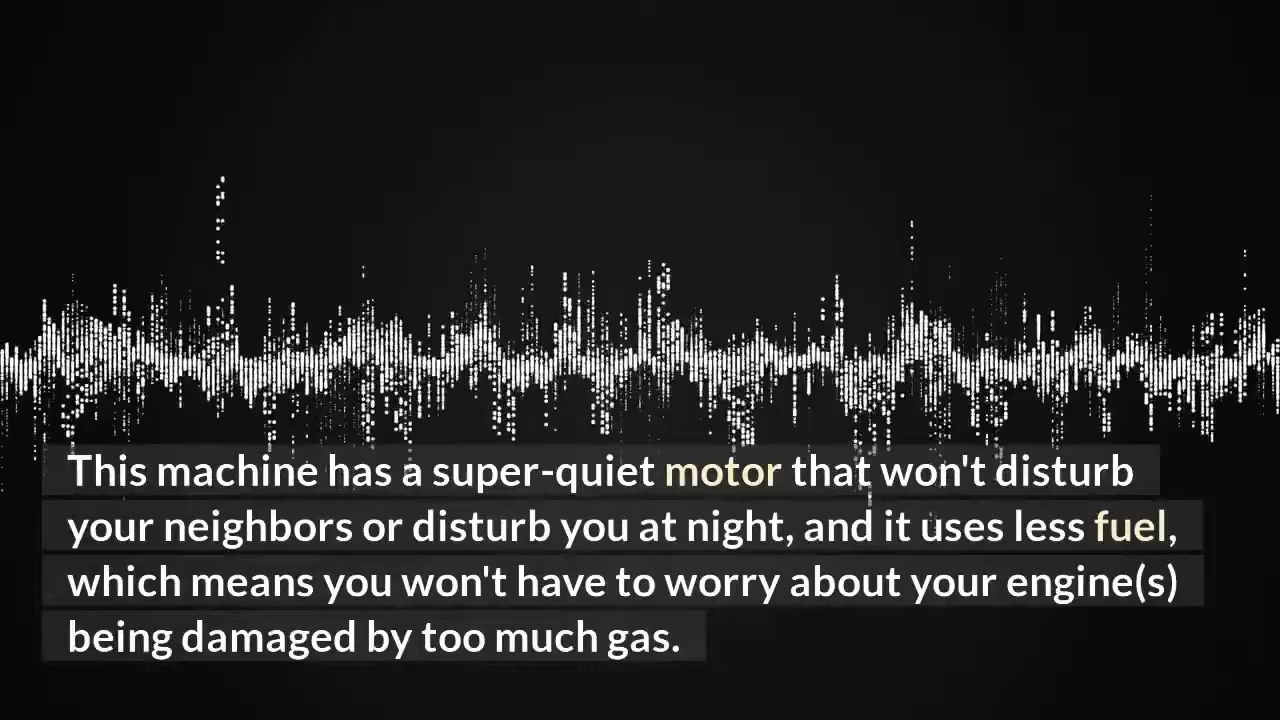 This machine has a super-quiet motor that won't disturb
your neighbors or disturb you at night, and it uses less fuel,
which means you won't have to worry about your engine(s)
being damaged by too much gas.